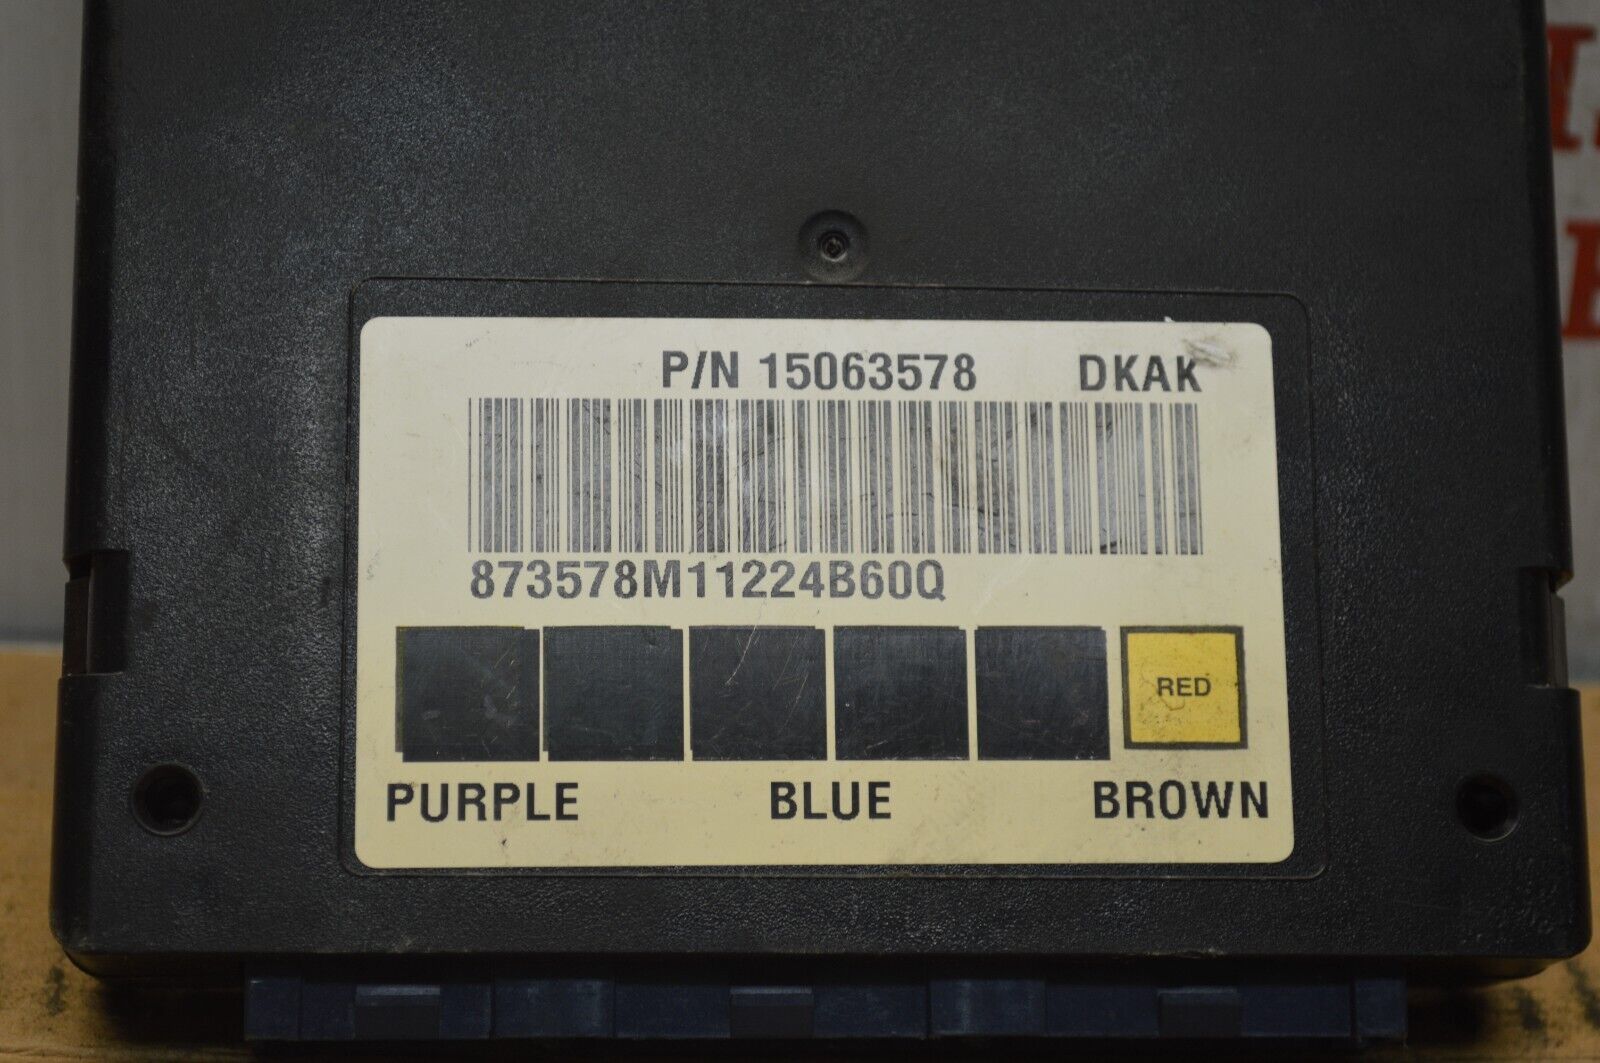 P/N 15063578 DKAK
873578M11224B60Q
RED
PURPLE BLUE BROWN